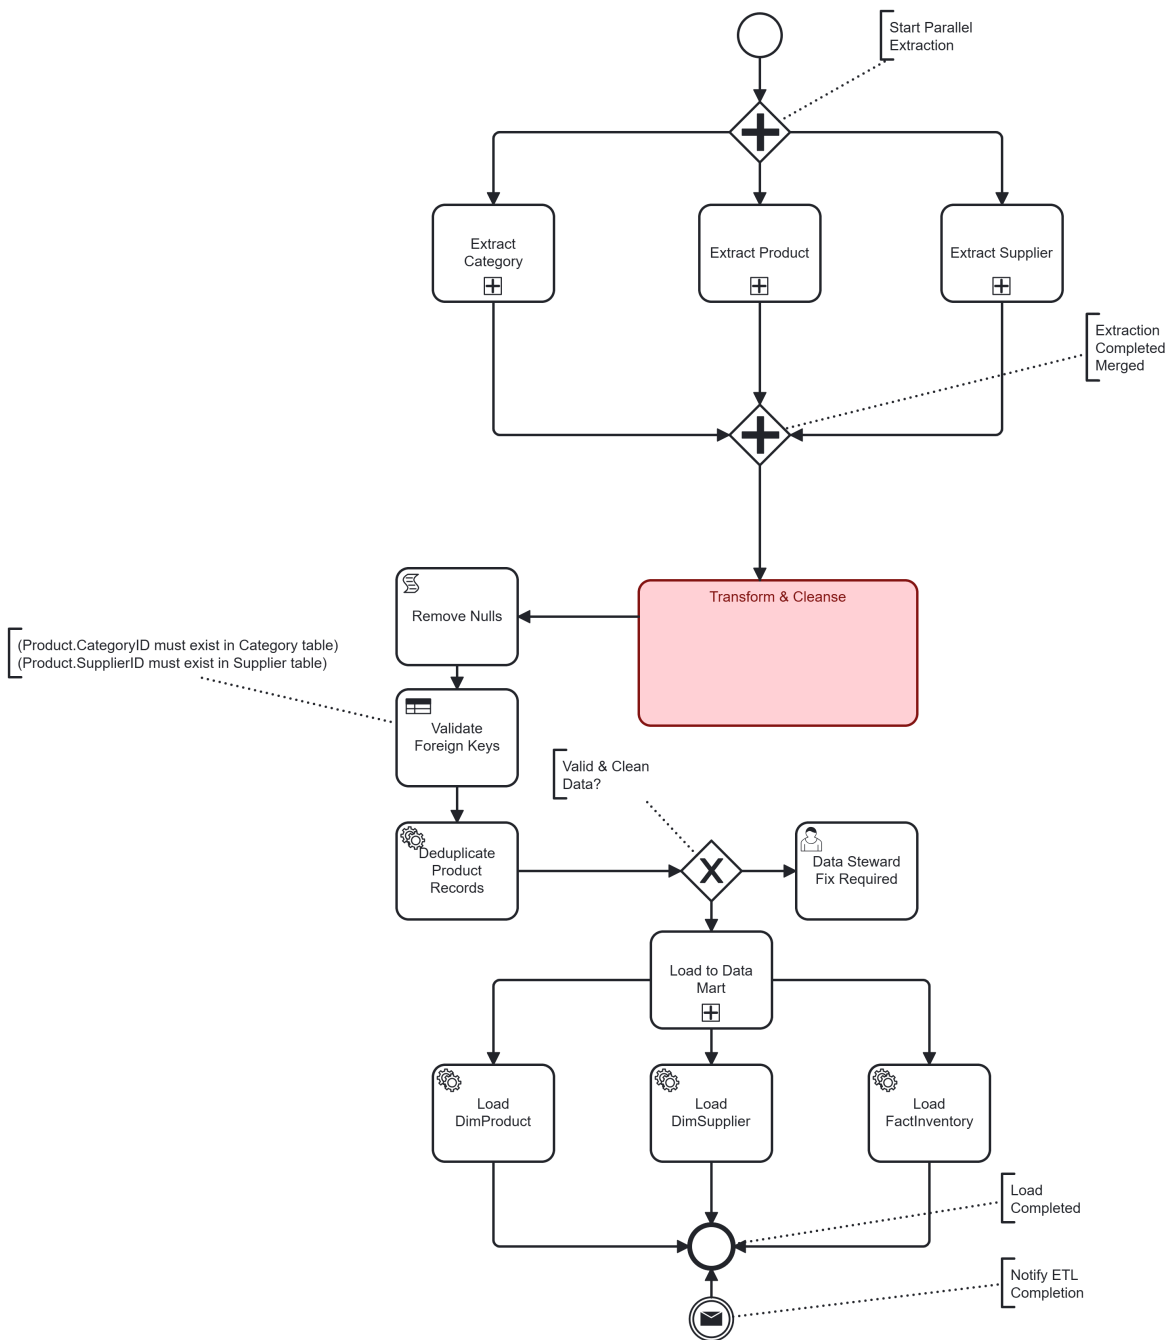 Start Parallel
Extraction
Extract
Category
Extract Product
Extract Supplier
Extraction
Completed
Merged
Transform & Cleanse
Remove Nulls
(Product.CategoryID must exist in Category table)
(Product.SupplierID must exist in Supplier table)
Validate
Foreign Keys
Valid & Clean
Data?
Deduplicate
Product
Records
Data Steward
Fix Required
Load to Data
Mart
Load
DimProduct
Load
DimSupplier
Load
FactInventory
Load
Completed
Notify ETL
Completion